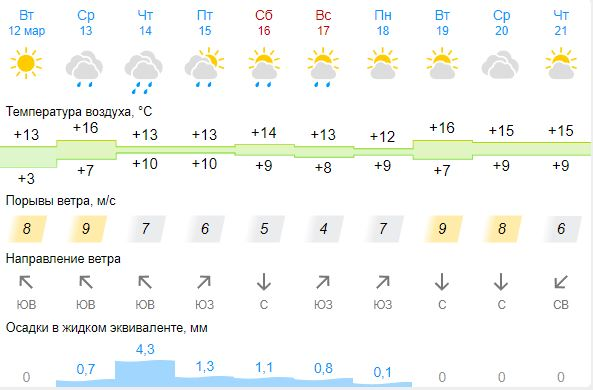 Вт Ср Чт Пт Сб Вс Пн Вт Ср Чт
12 мар 13 14 15 16 17 18 19 20 21
Температура воздуха, °C
+13 +16 +13 +13 +14 +13 +12 +16 +15 +15
+3 +7 +10 +10 +9 +8 +9 +7 +9 +9
Порывы ветра, м/с
8 9 7 6 5 4 7 9 8 6
Направление ветра
ЮВ ЮВ ЮВ ЮЗ С ЮЗ ЮЗ С С СВ
Осадки в жидком эквиваленте, мм
0 0,7 4,3 1,3 1,1 0,8 0,1 0 0 0